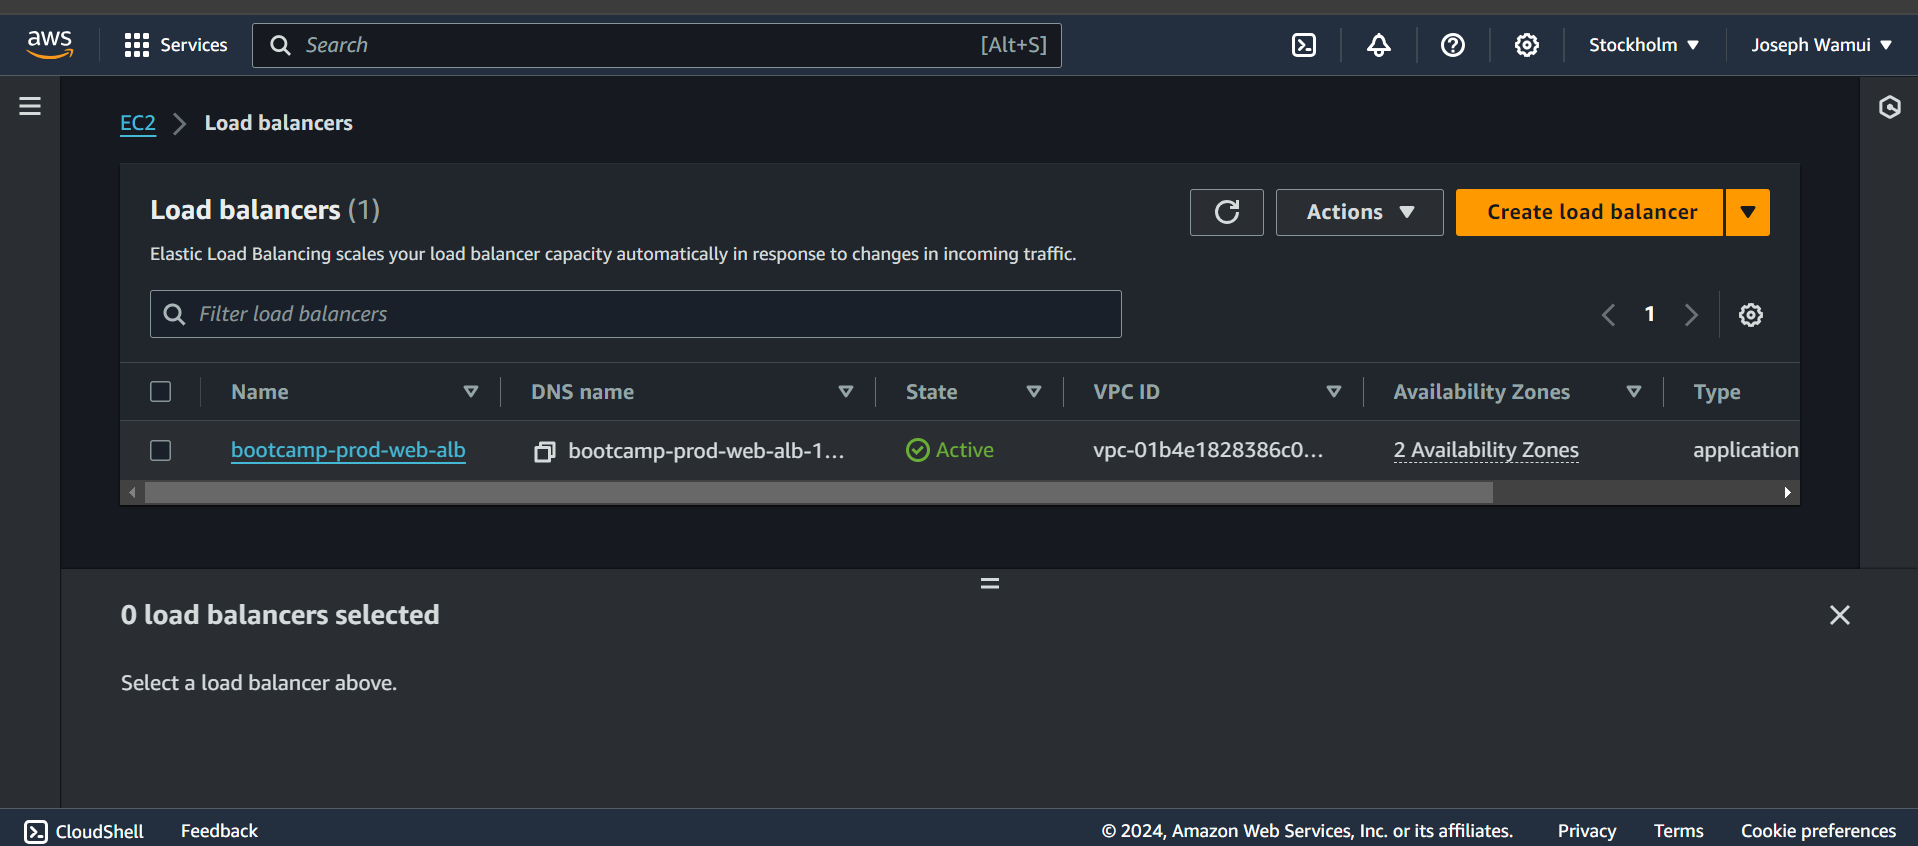 aws Services Search [Alt+S] Stockholm Joseph Wamui
EC2 Load balancers
Load balancers (1) Actions Create load balancer
Elastic Load Balancing scales your load balancer capacity automatically in response to changes in incoming traffic.
Filter load balancers 1
Name DNS name State VPC ID Availability Zones Type
bootcamp-prod-web-alb bootcamp-prod-web-alb-1... Active vpc-01b4e1828386c0... 2 Availability Zones application
0 load balancers selected
Select a load balancer above.
CloudShell Feedback © 2024, Amazon Web Services, Inc. or its affiliates. Privacy Terms Cookie preferences